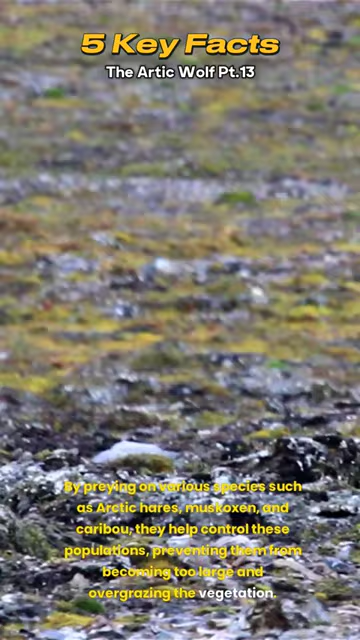 5 Key Facts
The Artic Wolf Pt.13
By preying on various species such
as Arctic hares, muskoxen, and
caribou, they help control these
populations, preventing them from
becoming too large and
overgrazing the vegetation.